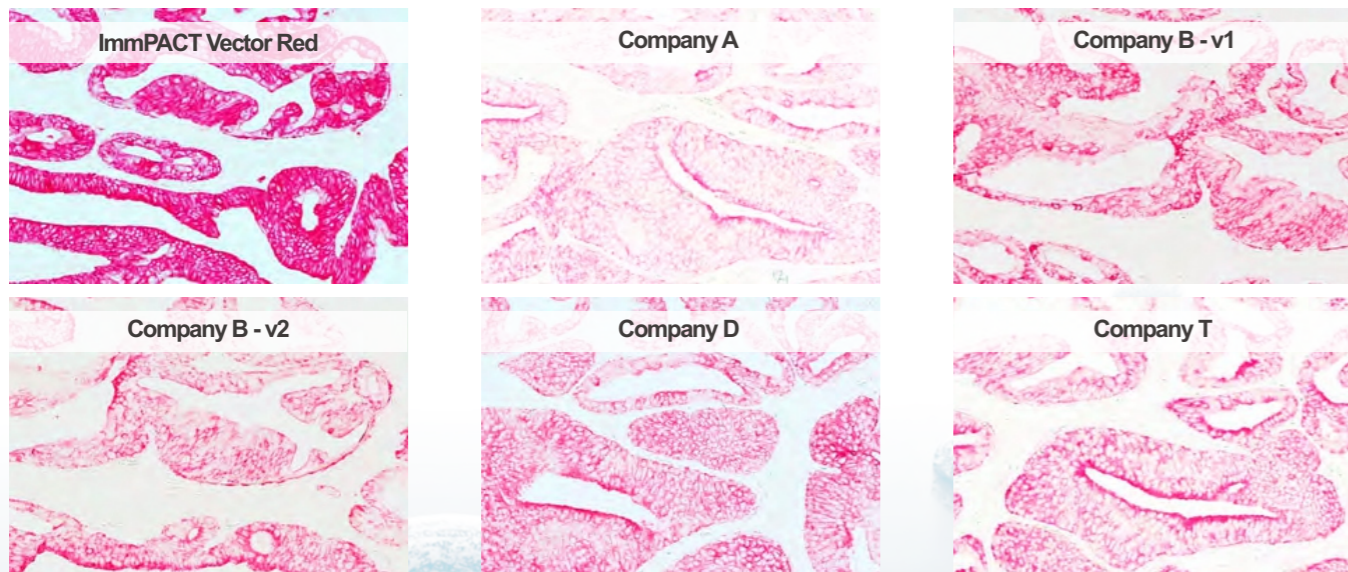 ImmPACT Vector Red
Company A
Company B - v1
Company B - v2
Company D
Company T